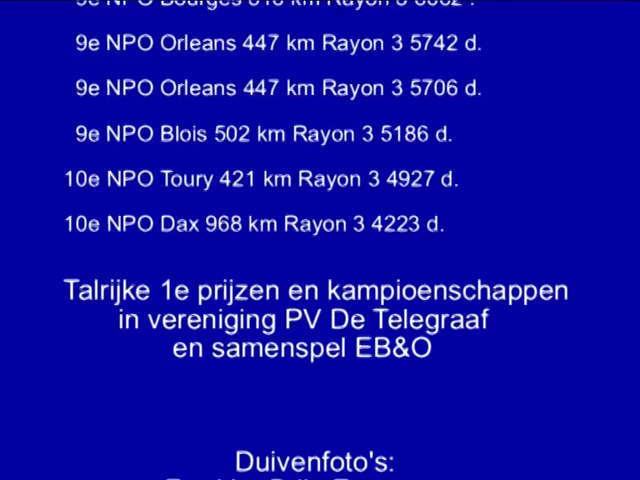 9e NPO Orleans 447 km Rayon 3 5742 d.
9e NPO Orleans 447 km Rayon 3 5706 d.
9e NPO Blois 502 km Rayon 3 5186 d.
10e NPO Toury 421 km Rayon 3 4927 d.
10e NPO Dax 968 km Rayon 3 4223 d.
Talrijke 1e prijzen en kampioenschappen
in vereniging PV De Telegraaf
en samenspel EB&O
Duivenfoto's: